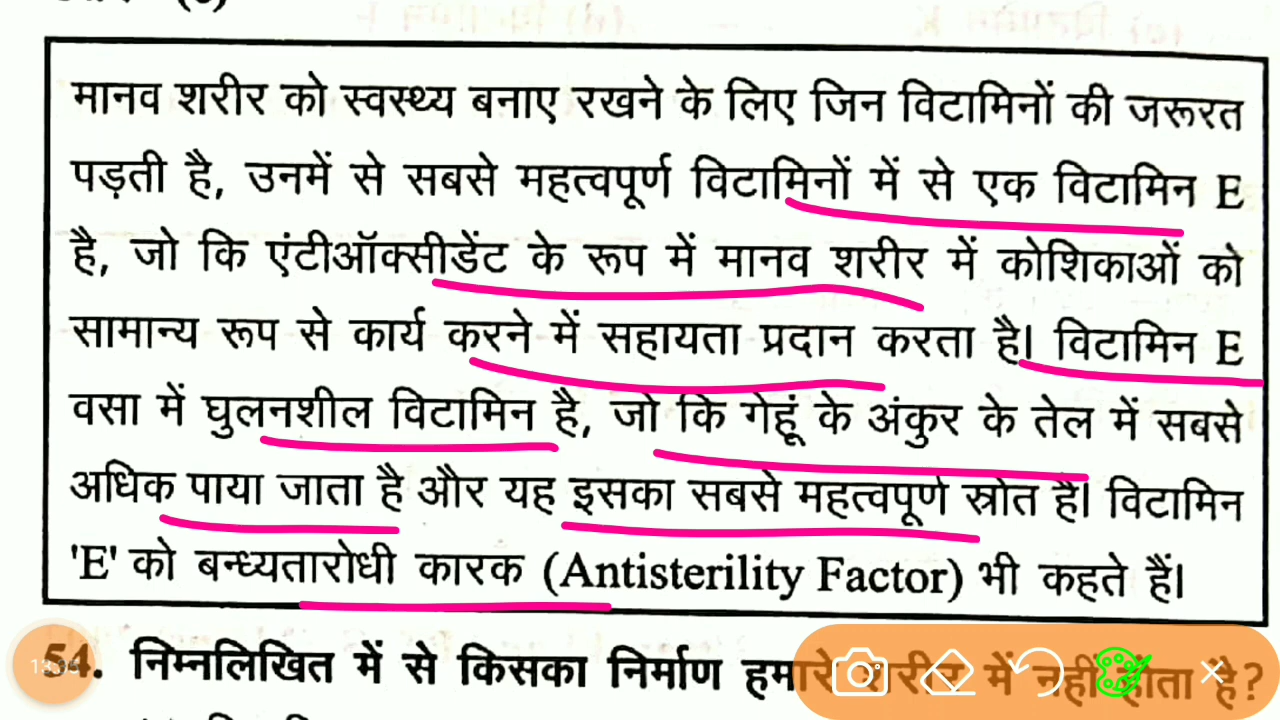 मानव शरीर को स्वस्थ्य बनाए रखने के लिए जिन विटामिनों की जरूरत
पड़ती है, उनमें से सबसे महत्वपूर्ण विटामिनों में से एक विटामिन E
है, जो कि एंटीऑक्सीडेंट के रूप में मानव शरीर में कोशिकाओं को
सामान्य रूप से कार्य करने में सहायता प्रदान करता है। विटामिन E
वसा में घुलनशील विटामिन है, जो कि गेहूं के अंकुर के तेल में सबसे
अधिक पाया जाता है और यह इसका सबसे महत्वपूर्ण स्रोत है। विटामिन
'E' को बन्ध्यतारोधी कारक (Antisterility Factor) भी कहते हैं।
54. निम्नलिखित में से किसका निर्माण हमारे शरीर में नहीं होता है?